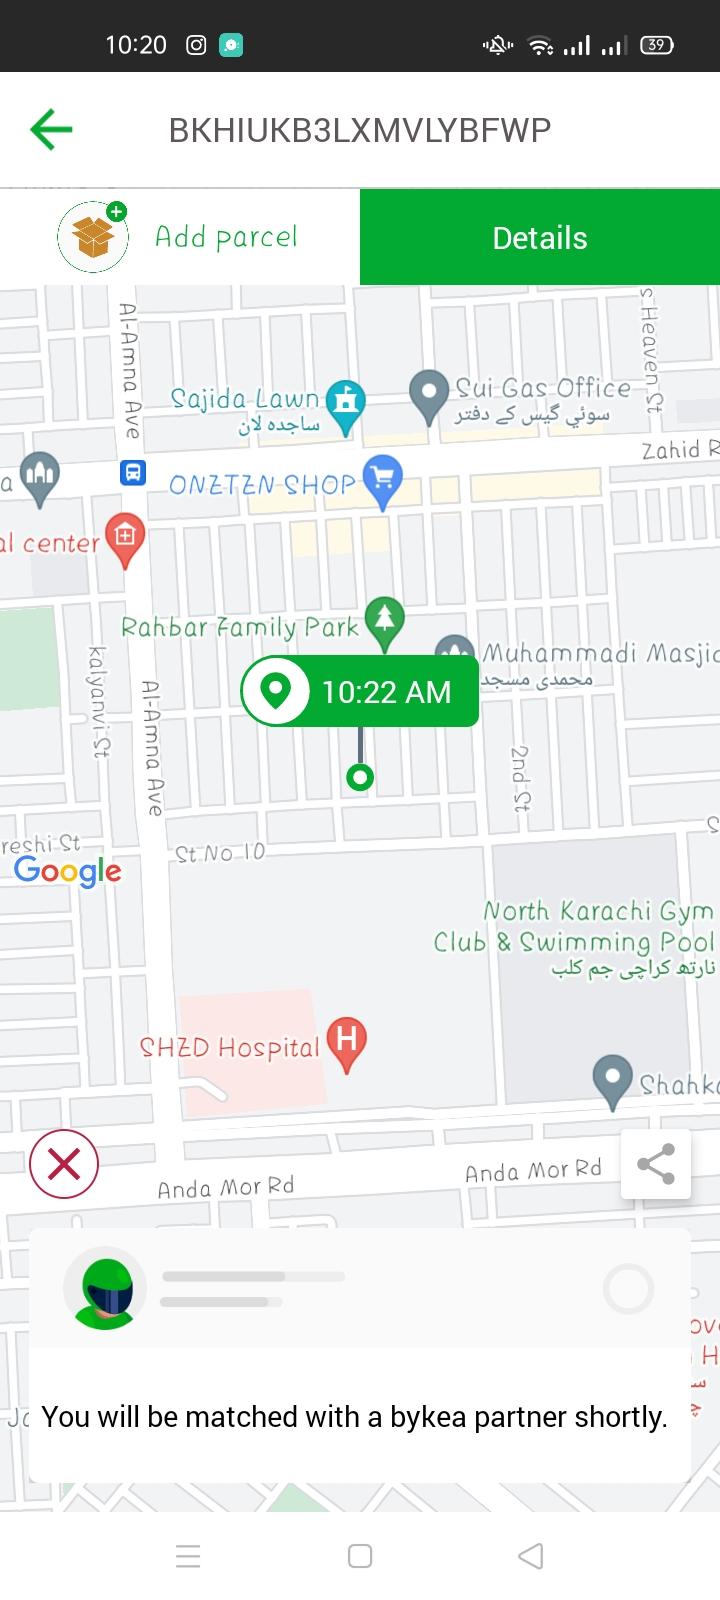 10:20
39
BKHIUKB3LXMVLYBFWP
Add parcel
Details
Al-Amna Ave
s Heaven St
Sajida Lawn
ساجدہ لان
Sui Gas Office
سوئي گیس کے دفتر
Zahid R
a
ONZTZN SHOP
al center
Rahbar Family Park
Muhammadi Masjid
محمدی مسجد
kalyanvi St
Al-Amna Ave
10:22 AM
2nd St
reshi St
St No 10
S
Google
North Karachi Gym
Club & Swimming Pool
نارتھ کراچی جم کلب
SHZD Hospital
Shahk
Anda Mor Rd
Anda Mor Rd
ov
H
Ja
You will be matched with a bykea partner shortly.